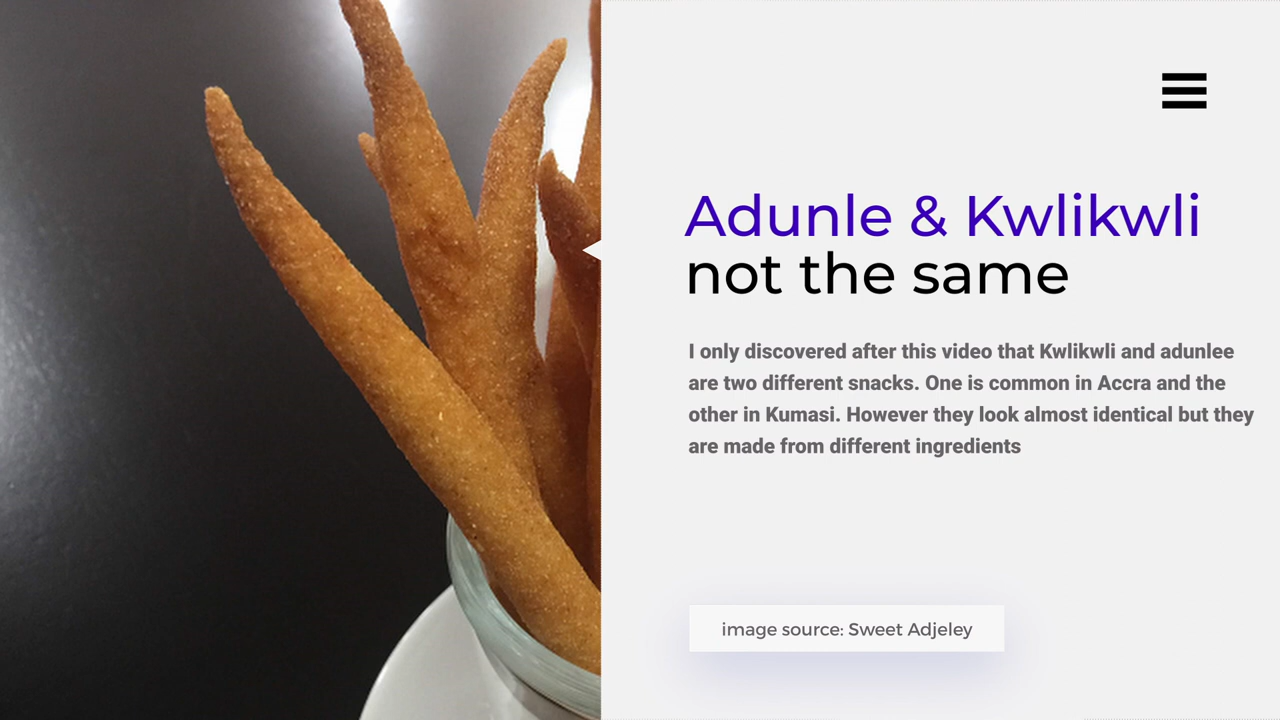 Adunle & Kwlikwli
not the same
I only discovered after this video that Kwlikwli and adunlee
are two different snacks. One is common in Accra and the
other in Kumasi. However they look almost identical but they
are made from different ingredients
image source: Sweet Adjeley